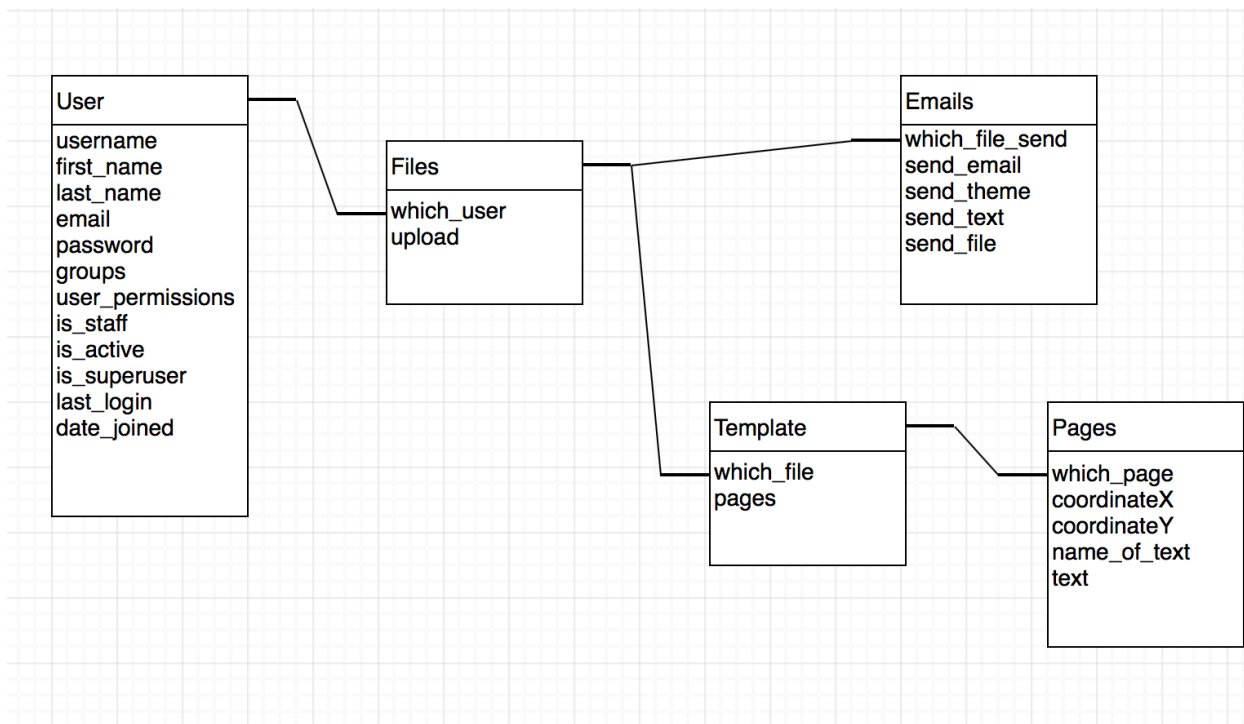 User
username
first_name
last_name
email
password
groups
user_permissions
is_staff
is_active
is_superuser
last_login
date_joined
Files
which_user
upload
Emails
which_file_send
send_email
send_theme
send_text
send_file
Template
which_file
pages
Pages
which_page
coordinateX
coordinateY
name_of_text
text